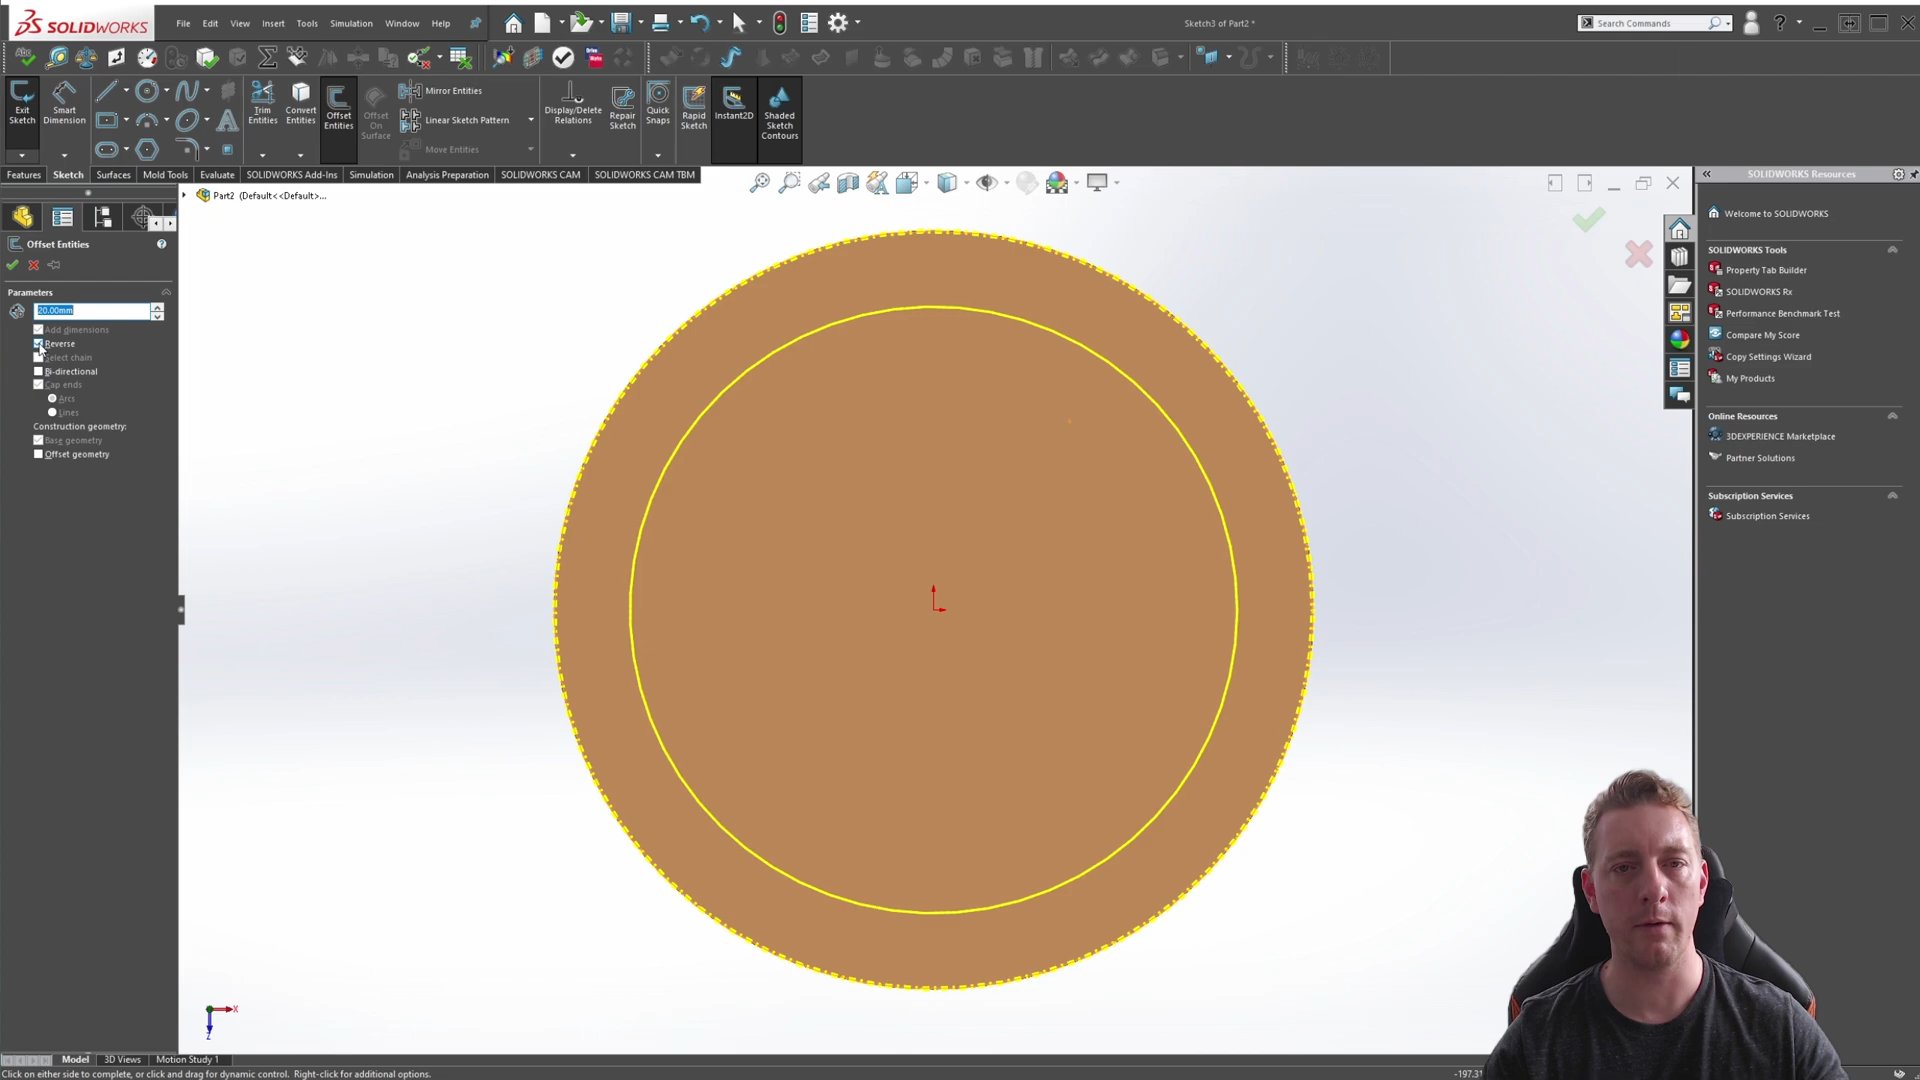 SOLIDWORKS
File Edit View Insert Tools Simulation Window Help
Sketch3 of Part2 *
Search Commands
Exit Sketch
Smart Dimension
Trim Entities
Convert Entities
Offset Entities
Offset On Surface
Mirror Entities
Linear Sketch Pattern
Move Entities
Display/Delete Relations
Repair Sketch
Quick Snaps
Rapid Sketch
Instant2D
Shaded Sketch Contours
Features Sketch Surfaces Mold Tools Evaluate SOLIDWORKS Add-Ins Simulation Analysis Preparation SOLIDWORKS CAM SOLIDWORKS CAM TBM
Part2 (Default<<Default>...
Offset Entities
Parameters
20.00mm
Add dimensions
Reverse
Select chain
Bi-directional
Cap ends
Arcs
Lines
Construction geometry:
Base geometry
Offset geometry
SOLIDWORKS Resources
Welcome to SOLIDWORKS
SOLIDWORKS Tools
Property Tab Builder
SOLIDWORKS Rx
Performance Benchmark Test
Compare My Score
Copy Settings Wizard
My Products
Online Resources
3DEXPERIENCE Marketplace
Partner Solutions
Subscription Services
Subscription Services
X
Z
Model 3D Views Motion Study 1
Click on either side to complete, or click and drag for dynamic control. Right-click for additional options.
-197.31